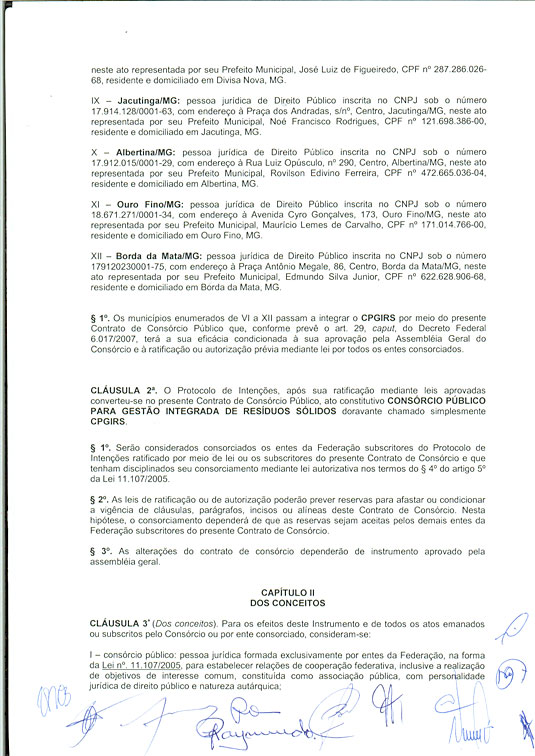 neste ato representada por seu Prefeito Municipal, José Luiz de Figueiredo, CPF nº 287.286.026-
68, residente e domiciliado em Divisa Nova, MG.
IX – Jacutinga/MG: pessoa jurídica de Direito Público inscrita no CNPJ sob o número
17.914.128/0001-63, com endereço à Praça dos Andradas, s/nº, Centro, Jacutinga/MG, neste ato
representada por seu Prefeito Municipal, Noé Francisco Rodrigues, CPF nº 121.698.386-00,
residente e domiciliado em Jacutinga, MG.
X – Albertina/MG: pessoa jurídica de Direito Público inscrita no CNPJ sob o número
17.912.015/0001-29, com endereço à Rua Luiz Opúsculo, nº 290, Centro, Albertina/MG, neste ato
representada por seu Prefeito Municipal, Rovilson Edivino Ferreira, CPF nº 472.665.036-04,
residente e domiciliado em Albertina, MG.
XI – Ouro Fino/MG: pessoa jurídica de Direito Público inscrita no CNPJ sob o número
18.671.271/0001-34, com endereço à Avenida Cyro Gonçalves, 173, Ouro Fino/MG, neste ato
representada por seu Prefeito Municipal, Maurício Lemes de Carvalho, CPF nº 171.014.766-00,
residente e domiciliado em Ouro Fino, MG.
XII – Borda da Mata/MG: pessoa jurídica de Direito Público inscrita no CNPJ sob o número
179120230001-75, com endereço à Praça Antônio Megale, 86, Centro, Borda da Mata/MG, neste
ato representada por seu Prefeito Municipal, Edmundo Silva Junior, CPF nº 622.628.906-68,
residente e domiciliado em Borda da Mata, MG.
§ 1º. Os municípios enumerados de VI a XII passam a integrar o CPGIRS por meio do presente
Contrato de Consórcio Público que, conforme prevê o art. 29, caput, do Decreto Federal
6.017/2007, terá a sua eficácia condicionada à sua aprovação pela Assembléia Geral do
Consórcio e à ratificação ou autorização prévia mediante lei por todos os entes consorciados.
CLÁUSULA 2ª. O Protocolo de Intenções, após sua ratificação mediante leis aprovadas
converteu-se no presente Contrato de Consórcio Público, ato constitutivo CONSÓRCIO PÚBLICO
PARA GESTÃO INTEGRADA DE RESÍDUOS SÓLIDOS doravante chamado simplesmente
CPGIRS.
§ 1º. Serão considerados consorciados os entes da Federação subscritores do Protocolo de
Intenções ratificado por meio de lei ou os subscritores do presente Contrato de Consórcio e que
tenham disciplinados seu consorciamento mediante lei autorizativa nos termos do § 4º do artigo 5º
da Lei 11.107/2005.
§ 2º. As leis de ratificação ou de autorização poderão prever reservas para afastar ou condicionar
a vigência de cláusulas, parágrafos, incisos ou alíneas deste Contrato de Consórcio. Nesta
hipótese, o consorciamento dependerá de que as reservas sejam aceitas pelos demais entes da
Federação subscritores do presente Contrato de Consórcio.
§ 3º. As alterações do contrato de consórcio dependerão de instrumento aprovado pela
assembléia geral.
CAPÍTULO II
DOS CONCEITOS
CLÁUSULA 3ª (Dos conceitos). Para os efeitos deste Instrumento e de todos os atos emanados
ou subscritos pelo Consórcio ou por ente consorciado, consideram-se:
I – consórcio público: pessoa jurídica formada exclusivamente por entes da Federação, na forma
da Lei nº. 11.107/2005, para estabelecer relações de cooperação federativa, inclusive a realização
de objetivos de interesse comum, constituída como associação pública, com personalidade
jurídica de direito público e natureza autárquica;
Raymundo